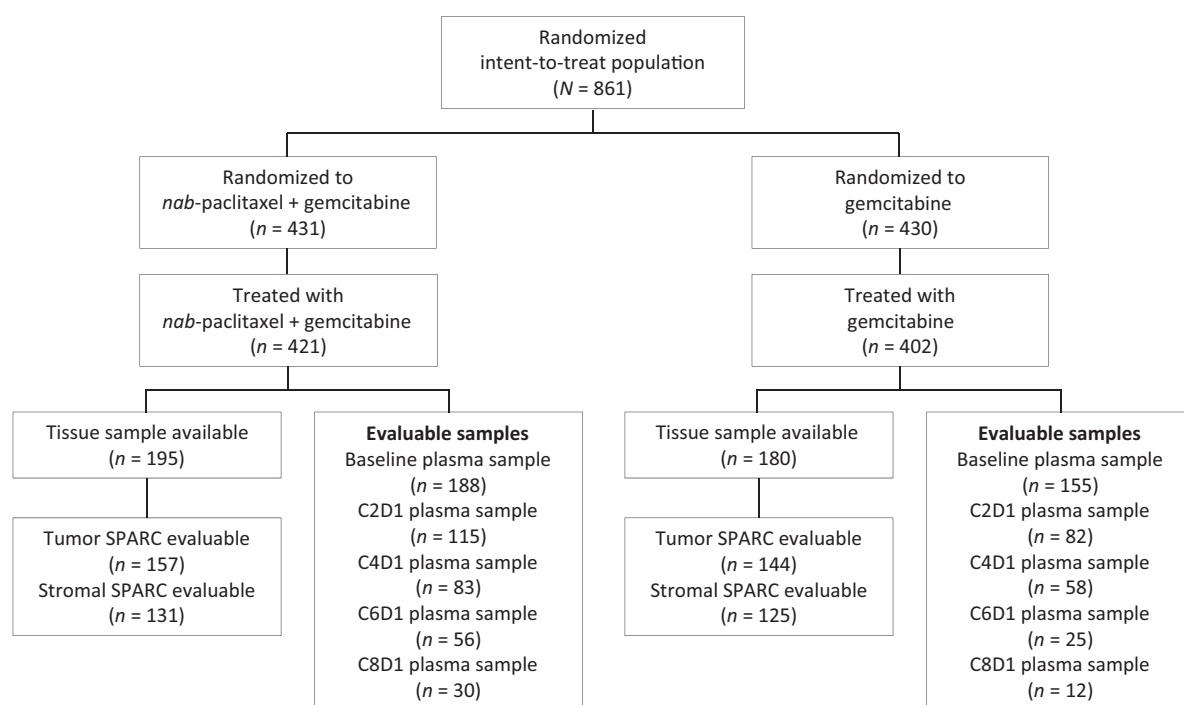 Randomized
intent-to-treat population
(N = 861)
Randomized to
nab-paclitaxel + gemcitabine
(n = 431)
Randomized to
gemcitabine
(n = 430)
Treated with
nab-paclitaxel + gemcitabine
(n = 421)
Treated with
gemcitabine
(n = 402)
Tissue sample available
(n = 195)
Tumor SPARC evaluable
(n = 157)
Stromal SPARC evaluable
(n = 131)
Evaluable samples
Baseline plasma sample
(n = 188)
C2D1 plasma sample
(n = 115)
C4D1 plasma sample
(n = 83)
C6D1 plasma sample
(n = 56)
C8D1 plasma sample
(n = 30)
Tissue sample available
(n = 180)
Tumor SPARC evaluable
(n = 144)
Stromal SPARC evaluable
(n = 125)
Evaluable samples
Baseline plasma sample
(n = 155)
C2D1 plasma sample
(n = 82)
C4D1 plasma sample
(n = 58)
C6D1 plasma sample
(n = 25)
C8D1 plasma sample
(n = 12)